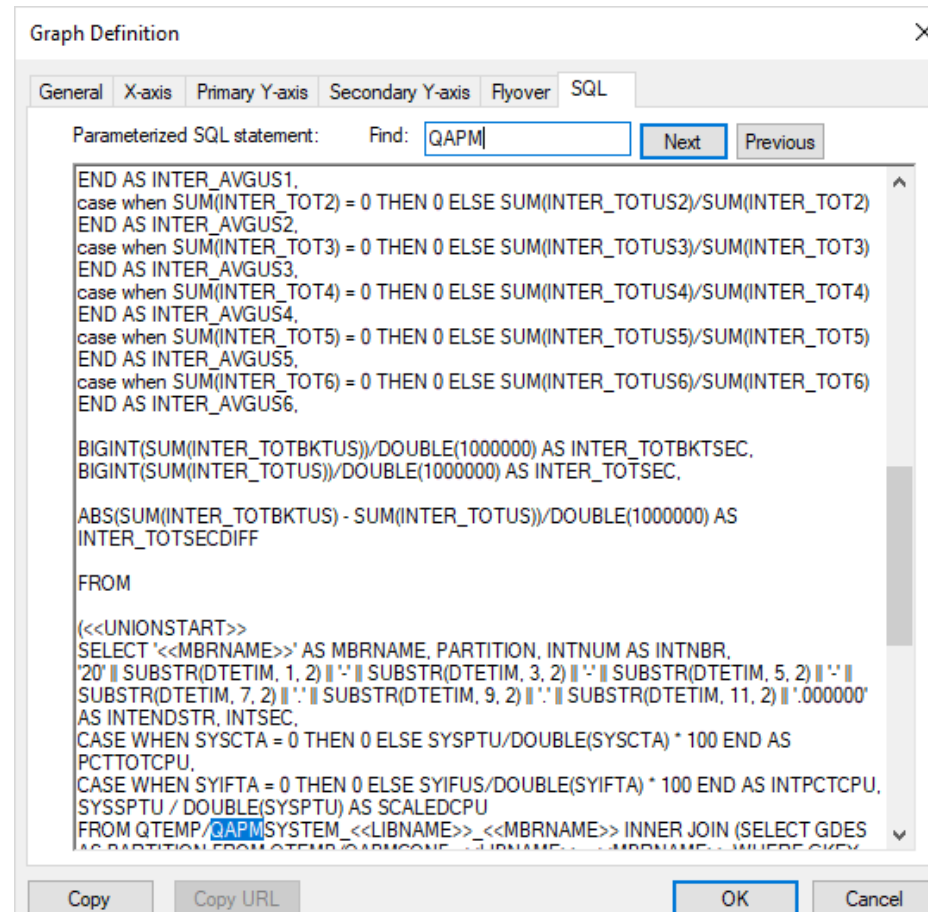 Graph Definition
General X-axis Primary Y-axis Secondary Y-axis Flyover SQL
Parameterized SQL statement: Find: QAPM Next Previous
END AS INTER_AVGUS1,
case when SUM(INTER_TOT2) = 0 THEN 0 ELSE SUM(INTER_TOTUS2)/SUM(INTER_TOT2)
END AS INTER_AVGUS2,
case when SUM(INTER_TOT3) = 0 THEN 0 ELSE SUM(INTER_TOTUS3)/SUM(INTER_TOT3)
END AS INTER_AVGUS3,
case when SUM(INTER_TOT4) = 0 THEN 0 ELSE SUM(INTER_TOTUS4)/SUM(INTER_TOT4)
END AS INTER_AVGUS4,
case when SUM(INTER_TOT5) = 0 THEN 0 ELSE SUM(INTER_TOTUS5)/SUM(INTER_TOT5)
END AS INTER_AVGUS5,
case when SUM(INTER_TOT6) = 0 THEN 0 ELSE SUM(INTER_TOTUS6)/SUM(INTER_TOT6)
END AS INTER_AVGUS6,
BIGINT(SUM(INTER_TOTBKTUS))/DOUBLE(1000000) AS INTER_TOTBKTSEC,
BIGINT(SUM(INTER_TOTUS))/DOUBLE(1000000) AS INTER_TOTSEC,
ABS(SUM(INTER_TOTBKTUS) - SUM(INTER_TOTUS))/DOUBLE(1000000) AS
INTER_TOTSECDIFF
FROM
(<<UNIONSTART>>
SELECT '<<MBRNAME>>' AS MBRNAME, PARTITION, INTNUM AS INTNBR,
'20' || SUBSTR(DTETIM, 1, 2) || '-' || SUBSTR(DTETIM, 3, 2) || '-' || SUBSTR(DTETIM, 5, 2) || '-' ||
SUBSTR(DTETIM, 7, 2) || '.' || SUBSTR(DTETIM, 9, 2) || '.' || SUBSTR(DTETIM, 11, 2) || '.000000'
AS INTENDSTR, INTSEC,
CASE WHEN SYSCTA = 0 THEN 0 ELSE SYSPTU/DOUBLE(SYSCTA) * 100 END AS
PCTTOTCPU,
CASE WHEN SYIFTA = 0 THEN 0 ELSE SYIFUS/DOUBLE(SYIFTA) * 100 END AS INTPCTCPU,
SYSSPTU / DOUBLE(SYSPTU) AS SCALEDCPU
FROM QTEMP/QAPMSYSTEM_<<LIBNAME>>_<<MBRNAME>> INNER JOIN (SELECT GDES
AS PARTITION FROM QTEMP/QAPMCONF_<<LIBNAME>>_<<MBRNAME>> WHERE GKEY
Copy Copy URL OK Cancel